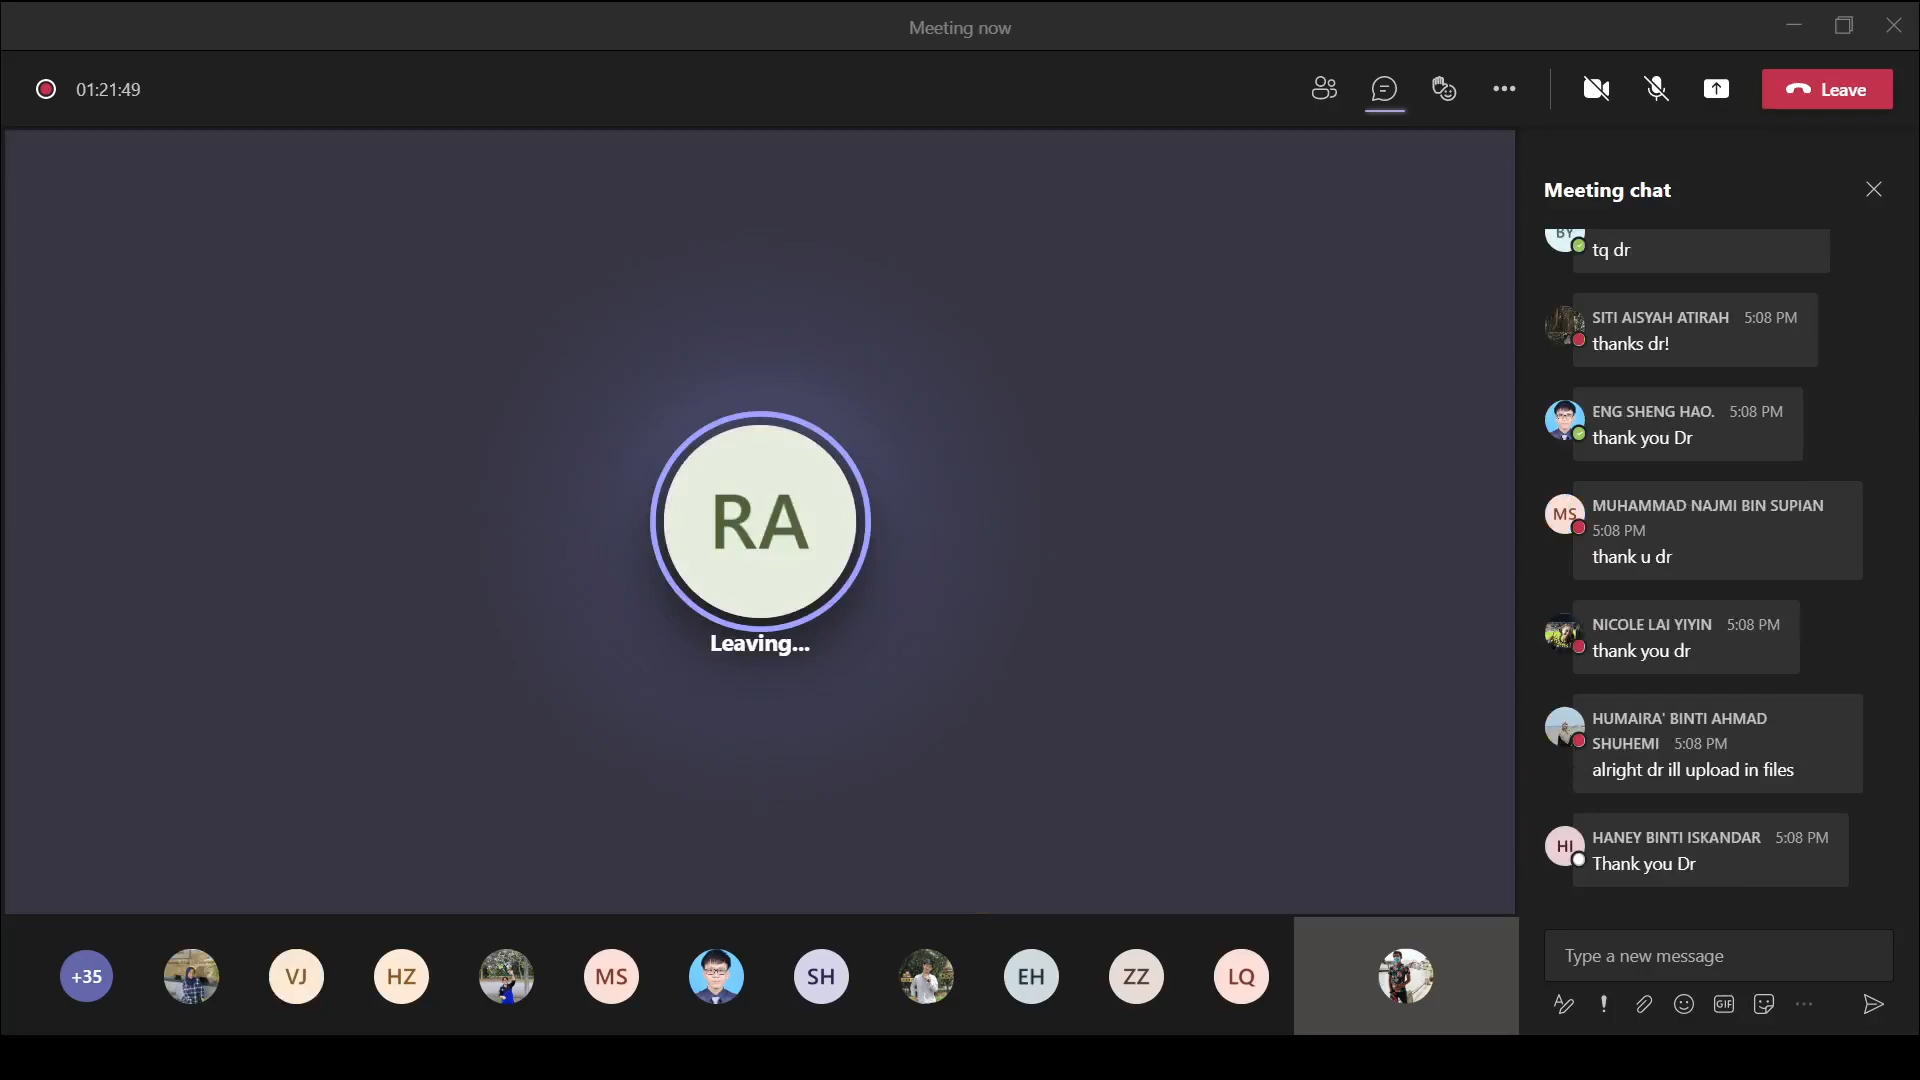 Meeting now
01:21:49
Leave
RA
Leaving...
Meeting chat
BY
tq dr
SITI AISYAH ATIRAH 5:08 PM
thanks dr!
ENG SHENG HAO. 5:08 PM
thank you Dr
MS
MUHAMMAD NAJMI BIN SUPIAN
5:08 PM
thank u dr
NICOLE LAI YIYIN 5:08 PM
thank you dr
HUMAIRA' BINTI AHMAD
SHUHEMI 5:08 PM
alright dr ill upload in files
HI
HANEY BINTI ISKANDAR 5:08 PM
Thank you Dr
Type a new message
GIF
+35 VJ HZ MS SH EH ZZ LQ